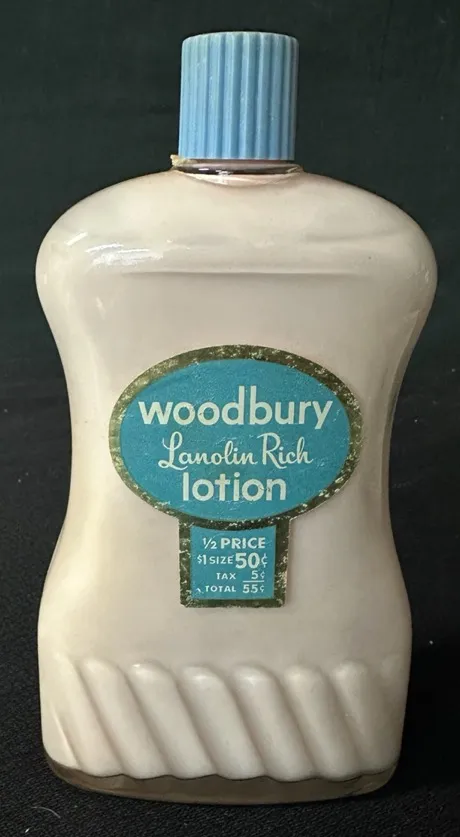 woodbury
Lanolin Rich
lotion
½ PRICE
$1 SIZE 50¢
TAX 5¢
TOTAL 55¢